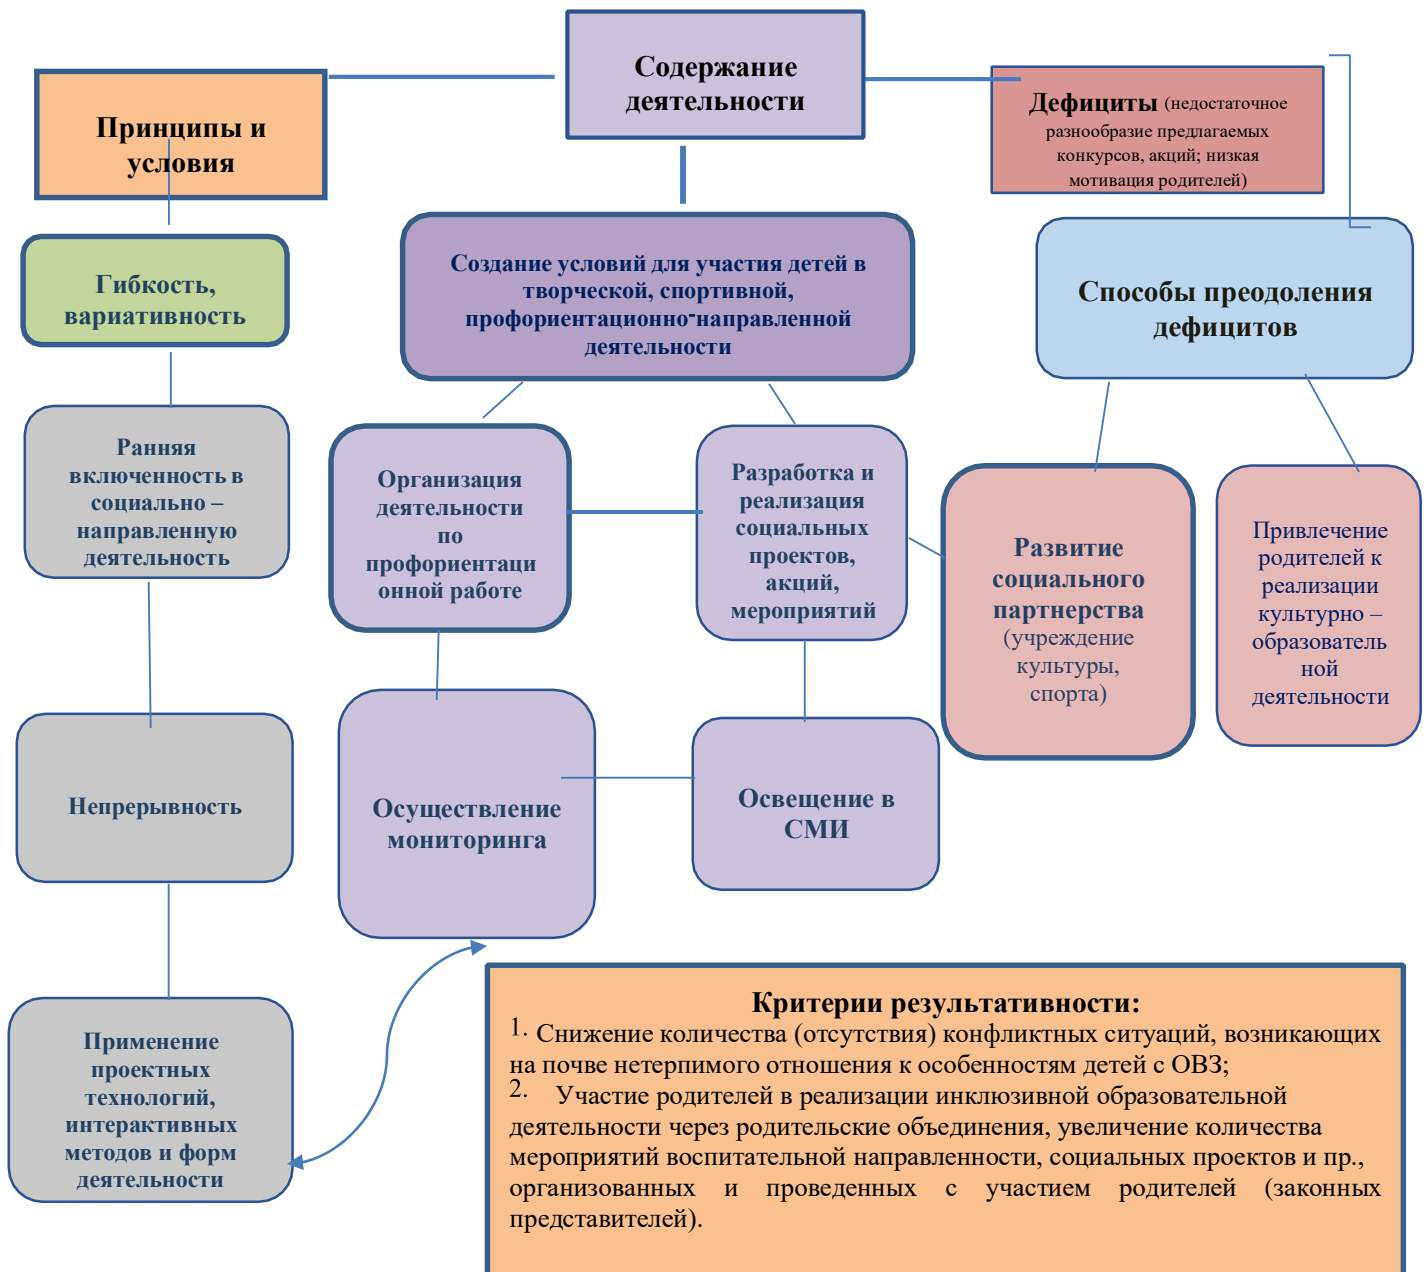 Содержание
деятельности
Принципы и
условия
Дефициты (недостаточное
разнообразие предлагаемых
конкурсов, акций; низкая
мотивация родителей)
Гибкость,
вариативность
Создание условий для участия детей в
творческой, спортивной,
профориентационно-направленной
деятельности
Способы преодоления
дефицитов
Ранняя
включенность в
социально –
направленную
деятельность
Организация
деятельности
по
профориентаци
онной работе
Разработка и
реализация
социальных
проектов,
акций,
мероприятий
Развитие
социального
партнерства
(учреждение
культуры,
спорта)
Привлечение
родителей к
реализации
культурно –
образователь
ной
деятельности
Непрерывность
Осуществление
мониторинга
Освещение в
СМИ
Применение
проектных
технологий,
интерактивных
методов и форм
деятельности
Критерии результативности:
1. Снижение количества (отсутствия) конфликтных ситуаций, возникающих
на почве нетерпимого отношения к особенностям детей с ОВЗ;
2. Участие родителей в реализации инклюзивной образовательной
деятельности через родительские объединения, увеличение количества
мероприятий воспитательной направленности, социальных проектов и пр.,
организованных и проведенных с участием родителей (законных
представителей).